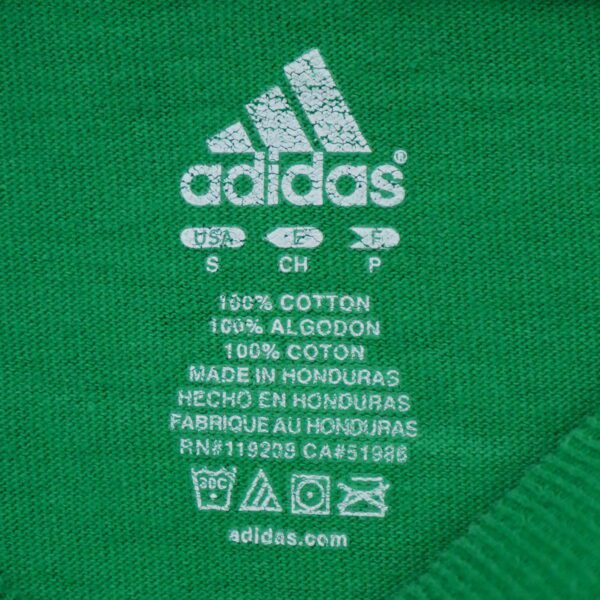 adidas®
USA E F
S CH P
100% COTTON
100% ALGODON
100% COTON
MADE IN HONDURAS
HECHO EN HONDURAS
FABRIQUE AU HONDURAS
RN#119209 CA#51986
30C
adidas.com